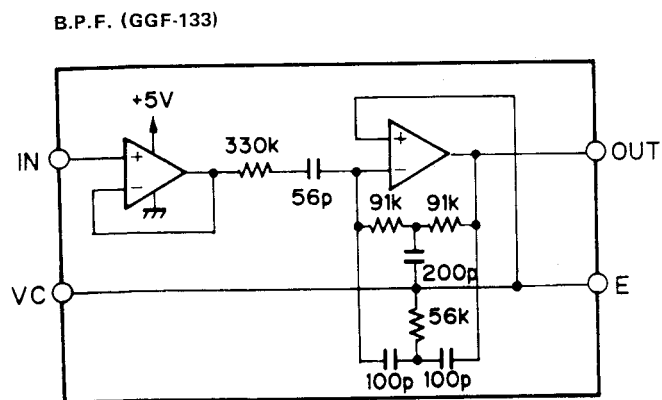 B.P.F. (GGF-133)
+5V
330k
IN
+
−
56p
+
−
OUT
91k 91k
200p
VC
E
56k
100p 100p